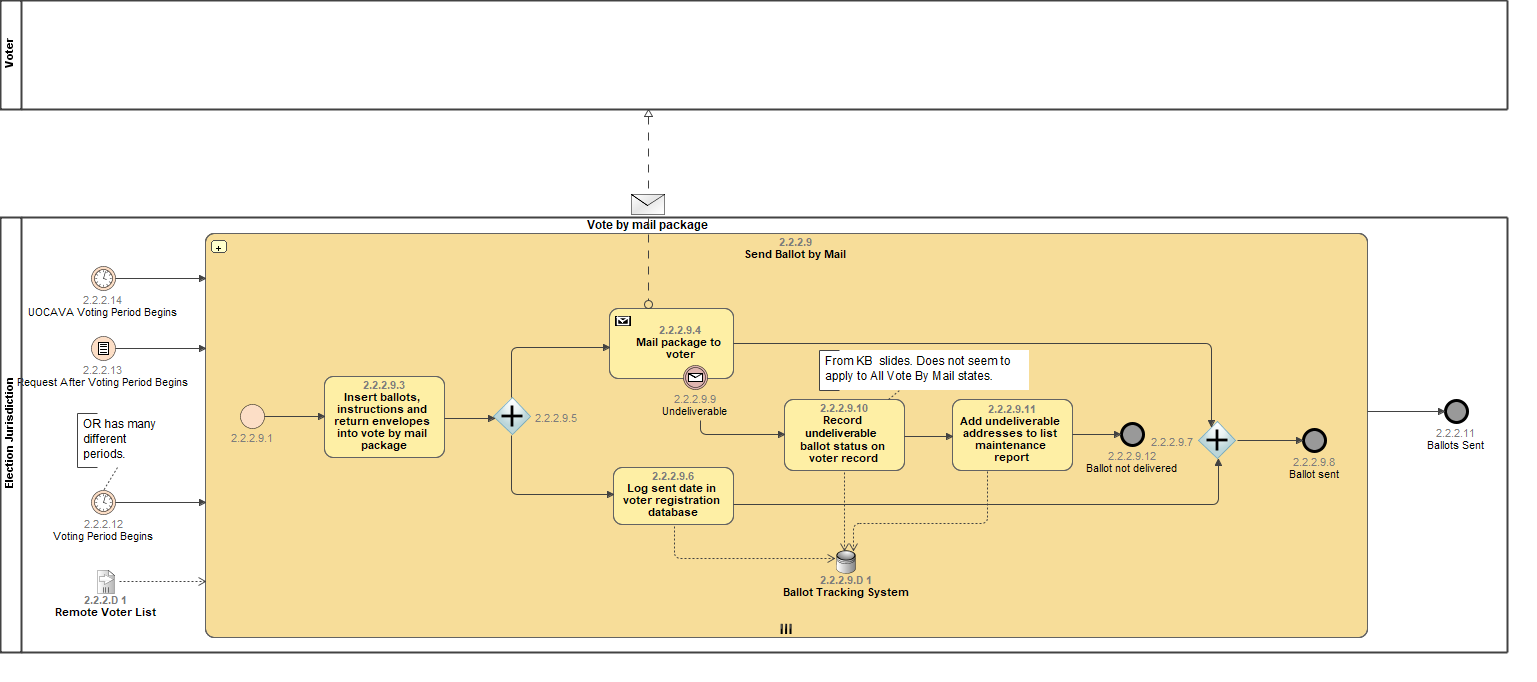 Voter
Vote by mail package
Election Jurisdiction
2.2.2.9
Send Ballot by Mail
2.2.2.14
UOCAVA Voting Period Begins
2.2.2.13
Request After Voting Period Begins
OR has many
different
periods.
2.2.2.12
Voting Period Begins
2.2.2.D 1
Remote Voter List
2.2.2.9.1
2.2.2.9.3
Insert ballots,
instructions and
return envelopes
into vote by mail
package
2.2.2.9.5
2.2.2.9.4
Mail package to
voter
2.2.2.9.9
Undeliverable
2.2.2.9.6
Log sent date in
voter registration
database
From KB  slides. Does not seem to
apply to All Vote By Mail states.
2.2.2.9.10
Record
undeliverable
ballot status on
voter record
2.2.2.9.11
Add undeliverable
addresses to list
maintenance
report
2.2.2.9.12
Ballot not delivered
2.2.2.9.7
2.2.2.9.8
Ballot sent
2.2.2.9.D 1
Ballot Tracking System
2.2.2.11
Ballots Sent